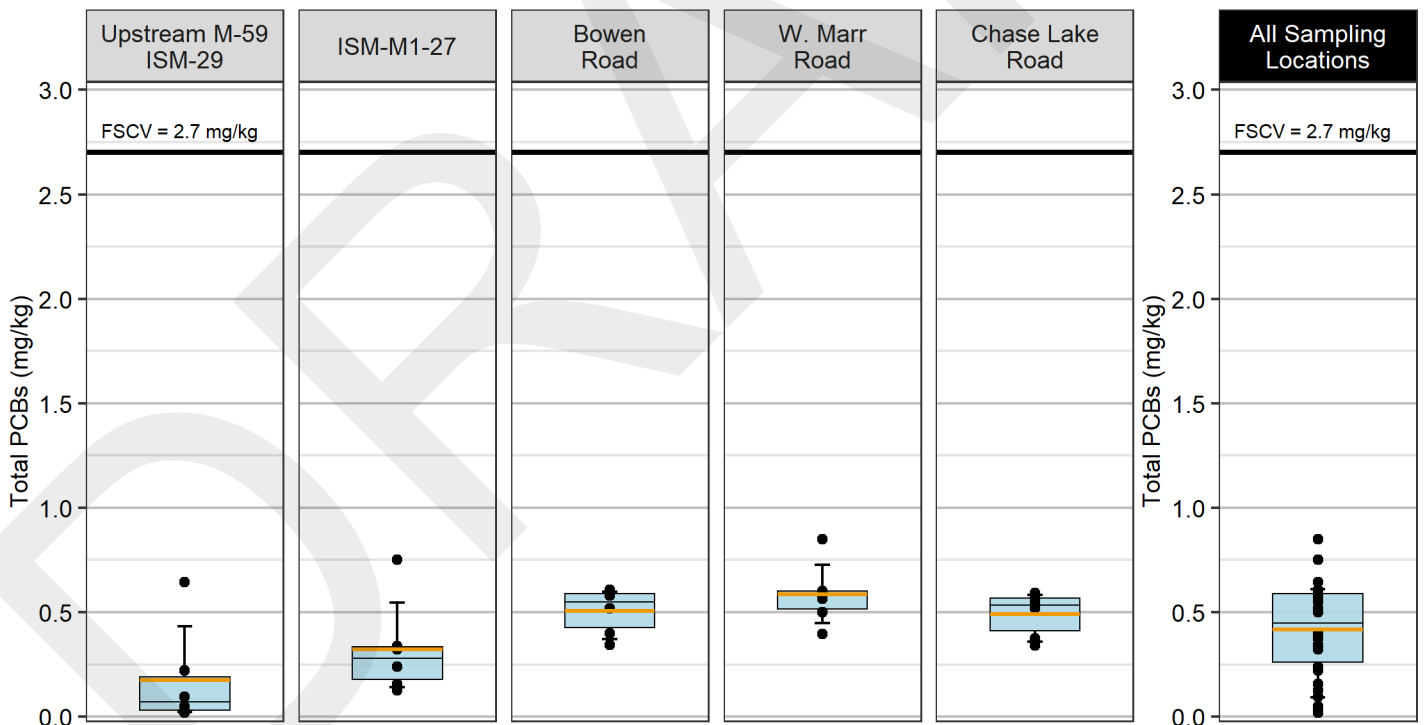 Upstream M-59
ISM-29
ISM-M1-27
Bowen
Road
W. Marr
Road
Chase Lake
Road
All Sampling
Locations
Total PCBs (mg/kg)
3.0
2.5
2.0
1.5
1.0
0.5
0.0
FSCV = 2.7 mg/kg
Total PCBs (mg/kg)
3.0
2.5
2.0
1.5
1.0
0.5
0.0
FSCV = 2.7 mg/kg
DRA